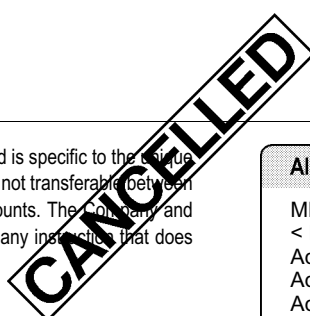 d is specific to the unique
not transferable between
ounts. The Company and
any instruction that does
CANCELLED
Al
<
Ac
Ac
Ac